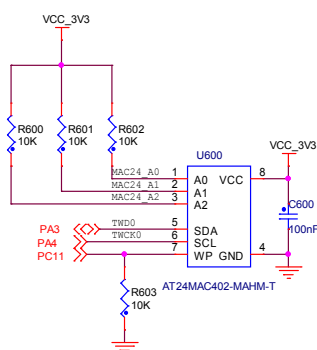 VCC_3V3
R600
10K
R601
10K
R602
10K
U600
VCC_3V3
MAC24_A0
1
A0
VCC
8
MAC24_A1
2
A1
MAC24_A2
3
A2
C600
100nF
PA3
TWD0
5
SDA
PA4
TWCK0
6
SCL
PC11
7
WP
GND
4
R603
10K
AT24MAC402-MAHM-T